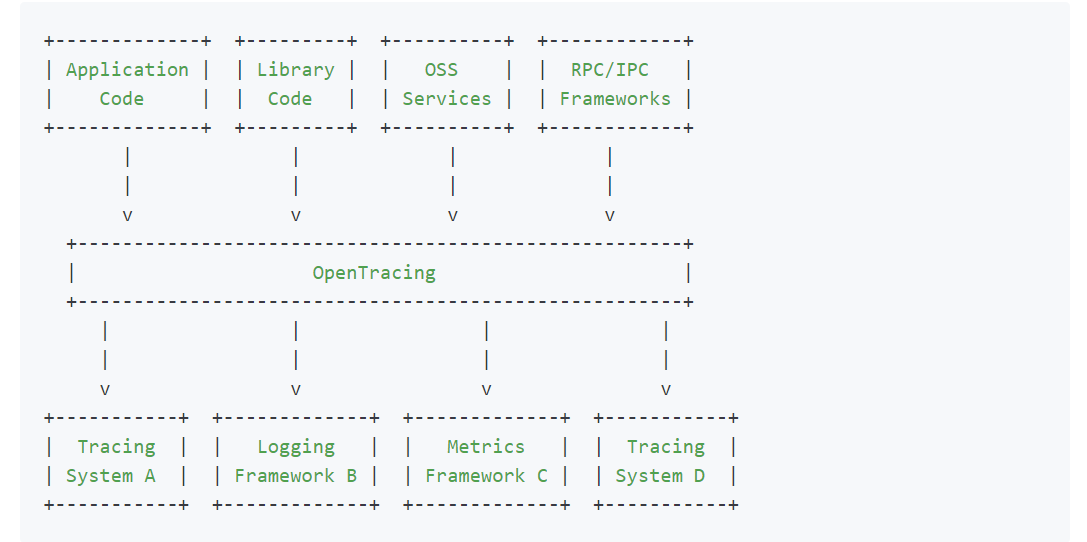 +-------------+  +---------+  +----------+  +------------+
| Application |  | Library |  |   OSS    |  |  RPC/IPC   |
|    Code     |  |  Code   |  | Services |  | Frameworks |
+-------------+  +---------+  +----------+  +------------+
       |              |             |             |
       |              |             |             |
       v              v             v             v
  +------------------------------------------------------+
  |                     OpenTracing                      |
  +------------------------------------------------------+
     |                |                |               |
     |                |                |               |
     v                v                v               v
+-----------+  +-------------+  +-------------+  +-----------+
|  Tracing  |  |   Logging   |  |   Metrics   |  |  Tracing  |
| System A  |  | Framework B |  | Framework C |  | System D  |
+-----------+  +-------------+  +-------------+  +-----------+